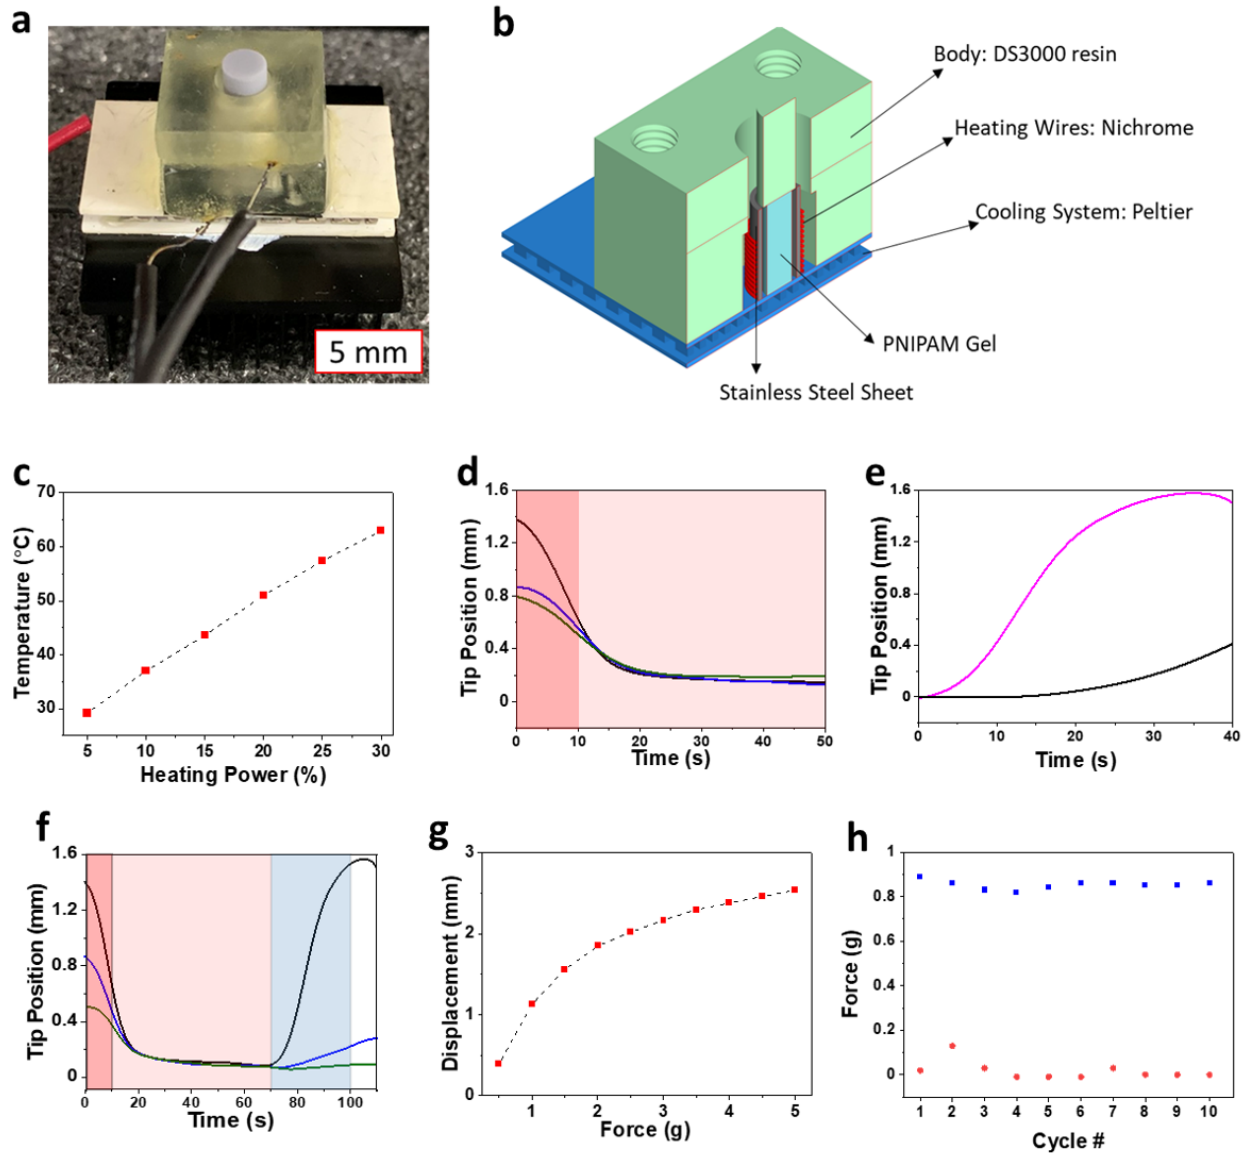 a
5 mm
b
Body: DS3000 resin
Heating Wires: Nichrome
Cooling System: Peltier
PNIPAM Gel
Stainless Steel Sheet
c
Temperature (°C)
70
60
50
40
30
5 10 15 20 25 30
Heating Power (%)
d
Tip Position (mm)
1.6
1.2
0.8
0.4
0
0 10 20 30 40 50
Time (s)
e
Tip Position (mm)
1.6
1.2
0.8
0.4
0
0 10 20 30 40
Time (s)
f
Tip Position (mm)
1.6
1.2
0.8
0.4
0
0 20 40 60 80 100
Time (s)
g
Displacement (mm)
3
2
1
0
1 2 3 4 5
Force (g)
h
Force (g)
1
0.8
0.6
0.4
0.2
0
1 2 3 4 5 6 7 8 9 10
Cycle #